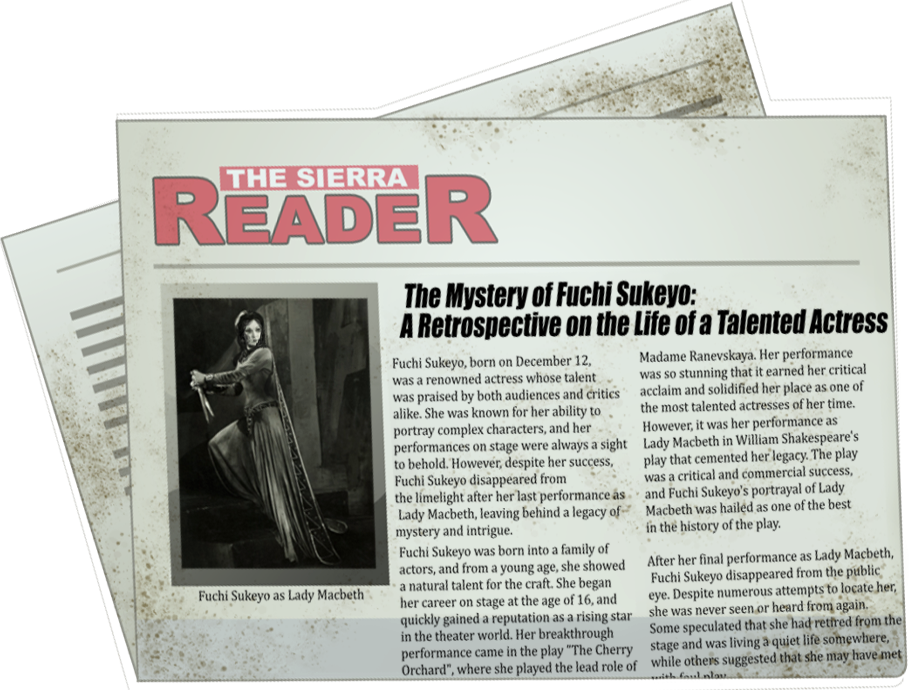 THE SIERRA
READER
The Mystery of Fuchi Sukeyo:
A Retrospective on the Life of a Talented Actress
Fuchi Sukeyo as Lady Macbeth
Fuchi Sukeyo, born on December 12,
was a renowned actress whose talent
was praised by both audiences and critics
alike. She was known for her ability to
portray complex characters, and her
performances on stage were always a sight
to behold. However, despite her success,
Fuchi Sukeyo disappeared from
the limelight after her last performance as
Lady Macbeth, leaving behind a legacy of
mystery and intrigue.
Fuchi Sukeyo was born into a family of
actors, and from a young age, she showed
a natural talent for the craft. She began
her career on stage at the age of 16, and
quickly gained a reputation as a rising star
in the theater world. Her breakthrough
performance came in the play "The Cherry
Orchard", where she played the lead role of
Madame Ranevskaya. Her performance
was so stunning that it earned her critical
acclaim and solidified her place as one of
the most talented actresses of her time.
However, it was her performance as
Lady Macbeth in William Shakespeare's
play that cemented her legacy. The play
was a critical and commercial success,
and Fuchi Sukeyo's portrayal of Lady
Macbeth was hailed as one of the best
in the history of the play.
After her final performance as Lady Macbeth,
Fuchi Sukeyo disappeared from the public
eye. Despite numerous attempts to locate her,
she was never seen or heard from again.
Some speculated that she had retired from the
stage and was living a quiet life somewhere,
while others suggested that she may have met
with foul play